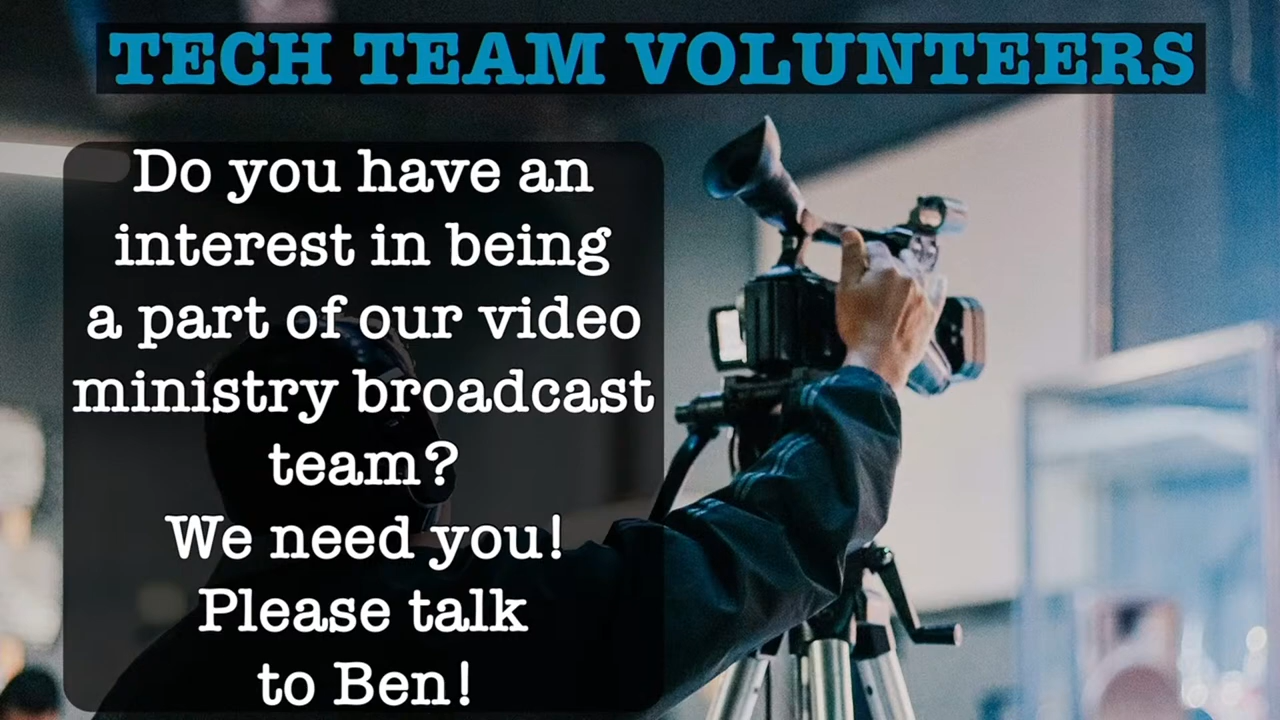 TECH TEAM VOLUNTEERS
Do you have an
interest in being
a part of our video
ministry broadcast
team?
We need you!
Please talk
to Ben!